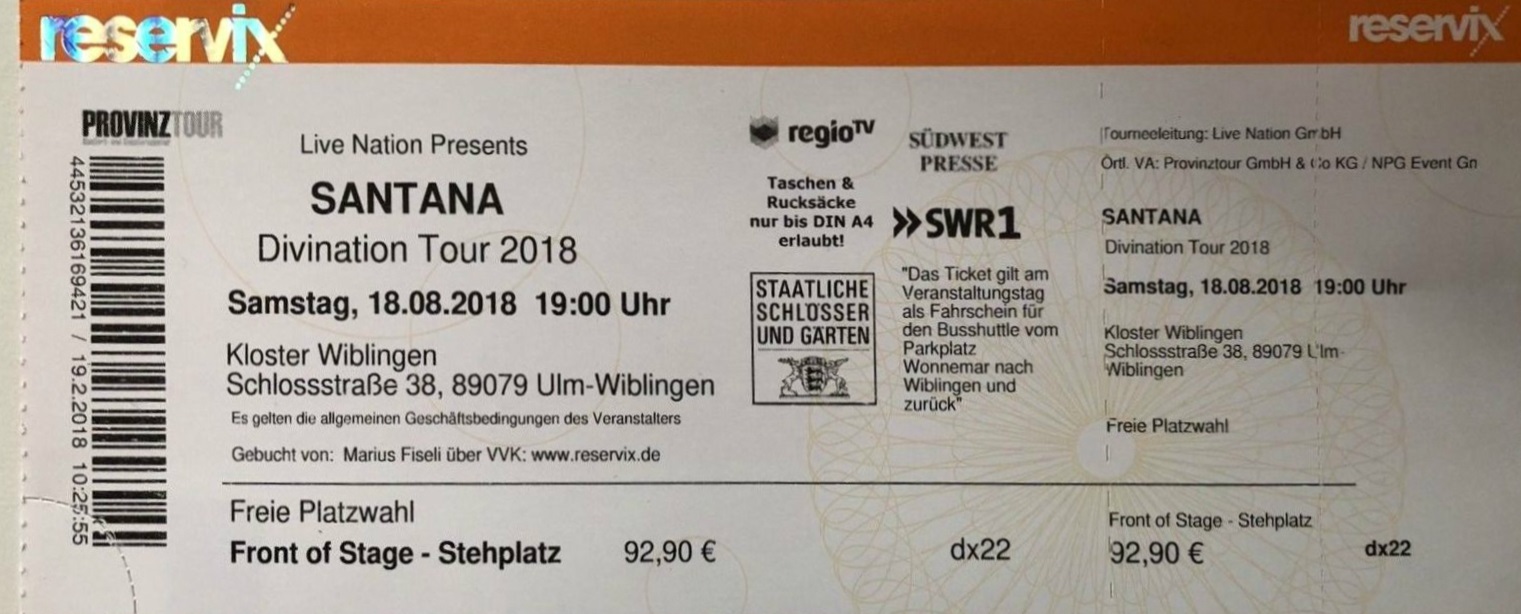 reservix
reservix
PROVINZTOUR
44532136169421 / 19.2.2018 10:25:55
Live Nation Presents
SANTANA
Divination Tour 2018
Samstag, 18.08.2018 19:00 Uhr
Kloster Wiblingen
Schlossstraße 38, 89079 Ulm-Wiblingen
Es gelten die allgemeinen Geschäftsbedingungen des Veranstalters
Gebucht von: Marius Fiseli über VVK: www.reservix.de
Freie Platzwahl
Front of Stage - Stehplatz 92,90 € dx22
regioTV
Taschen &
Rucksäcke
nur bis DIN A4
erlaubt!
STAATLICHE
SCHLÖSSER
UND GÄRTEN
SÜDWEST
PRESSE
SWR1
"Das Ticket gilt am
Veranstaltungstag
als Fahrschein für
den Busshuttle vom
Parkplatz
Wonnemar nach
Wiblingen und
zurück"
Tourneeleitung: Live Nation GmbH
Örtl. VA: Provinztour GmbH & Co KG / NPG Event Gn
SANTANA
Divination Tour 2018
Samstag, 18.08.2018 19:00 Uhr
Kloster Wiblingen
Schlossstraße 38, 89079 Ulm-
Wiblingen
Freie Platzwahl
Front of Stage - Stehplatz
92,90 € dx22